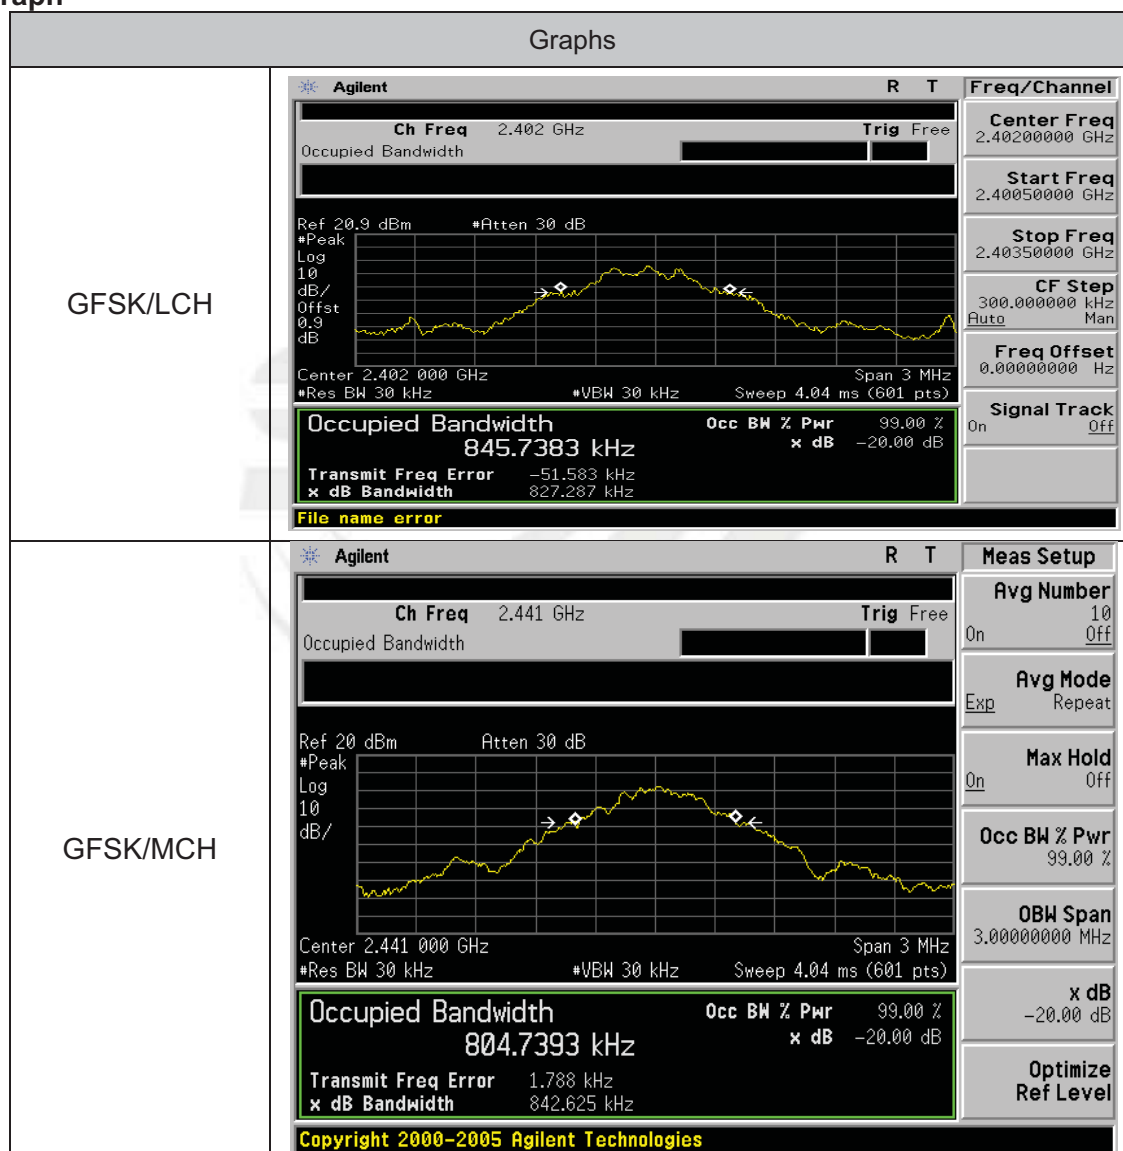 Graphs
GFSK/LCH
Agilent
R T
Freq/Channel
Ch Freq 2.402 GHz
Trig Free
Occupied Bandwidth
Center Freq
2.40200000 GHz
Start Freq
2.40050000 GHz
Stop Freq
2.40350000 GHz
CF Step
300.000000 kHz
Auto Man
Freq Offset
0.00000000 Hz
Signal Track
On Off
Ref 20.9 dBm #Atten 30 dB
#Peak
Log
10
dB/
Offst
0.9
dB
Center 2.402 000 GHz Span 3 MHz
#Res BW 30 kHz #VBW 30 kHz Sweep 4.04 ms (601 pts)
Occupied Bandwidth
845.7383 kHz
Occ BW % Pwr 99.00 %
x dB -20.00 dB
Transmit Freq Error -51.583 kHz
x dB Bandwidth 827.287 kHz
File name error
GFSK/MCH
Agilent
R T
Meas Setup
Ch Freq 2.441 GHz
Trig Free
Occupied Bandwidth
Avg Number
10
On Off
Avg Mode
Exp Repeat
Max Hold
On Off
Occ BW % Pwr
99.00 %
OBW Span
3.00000000 MHz
x dB
-20.00 dB
Optimize
Ref Level
Ref 20 dBm Atten 30 dB
#Peak
Log
10
dB/
Center 2.441 000 GHz Span 3 MHz
#Res BW 30 kHz #VBW 30 kHz Sweep 4.04 ms (601 pts)
Occupied Bandwidth
804.7393 kHz
Occ BW % Pwr 99.00 %
x dB -20.00 dB
Transmit Freq Error 1.788 kHz
x dB Bandwidth 842.625 kHz
Copyright 2000-2005 Agilent Technologies